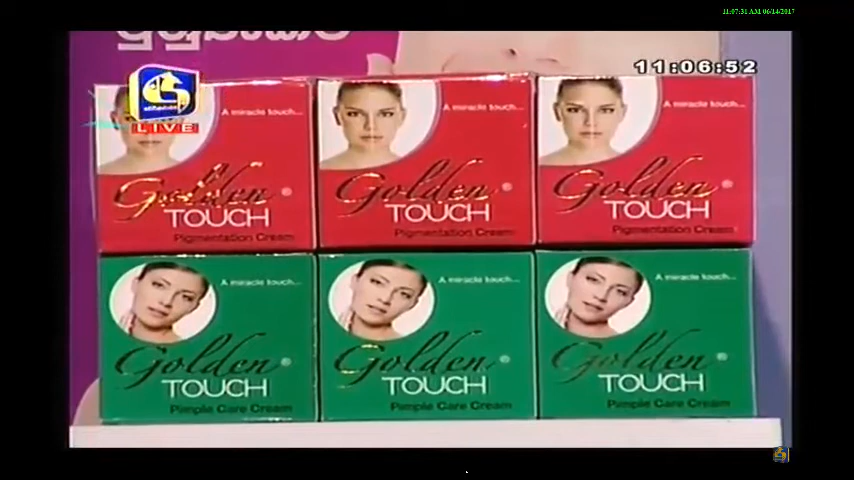 11:07:31 AM 06/14/2017
11:06:52
LIVE
A miracle touch...
Golden ®
TOUCH
Pigmentation Cream
A miracle touch...
Golden ®
TOUCH
Pigmentation Cream
A miracle touch...
Golden ®
TOUCH
Pigmentation Cream
A miracle touch...
Golden ®
TOUCH
Pimple Care Cream
A miracle touch...
Golden ®
TOUCH
Pimple Care Cream
A miracle touch...
Golden ®
TOUCH
Pimple Care Cream